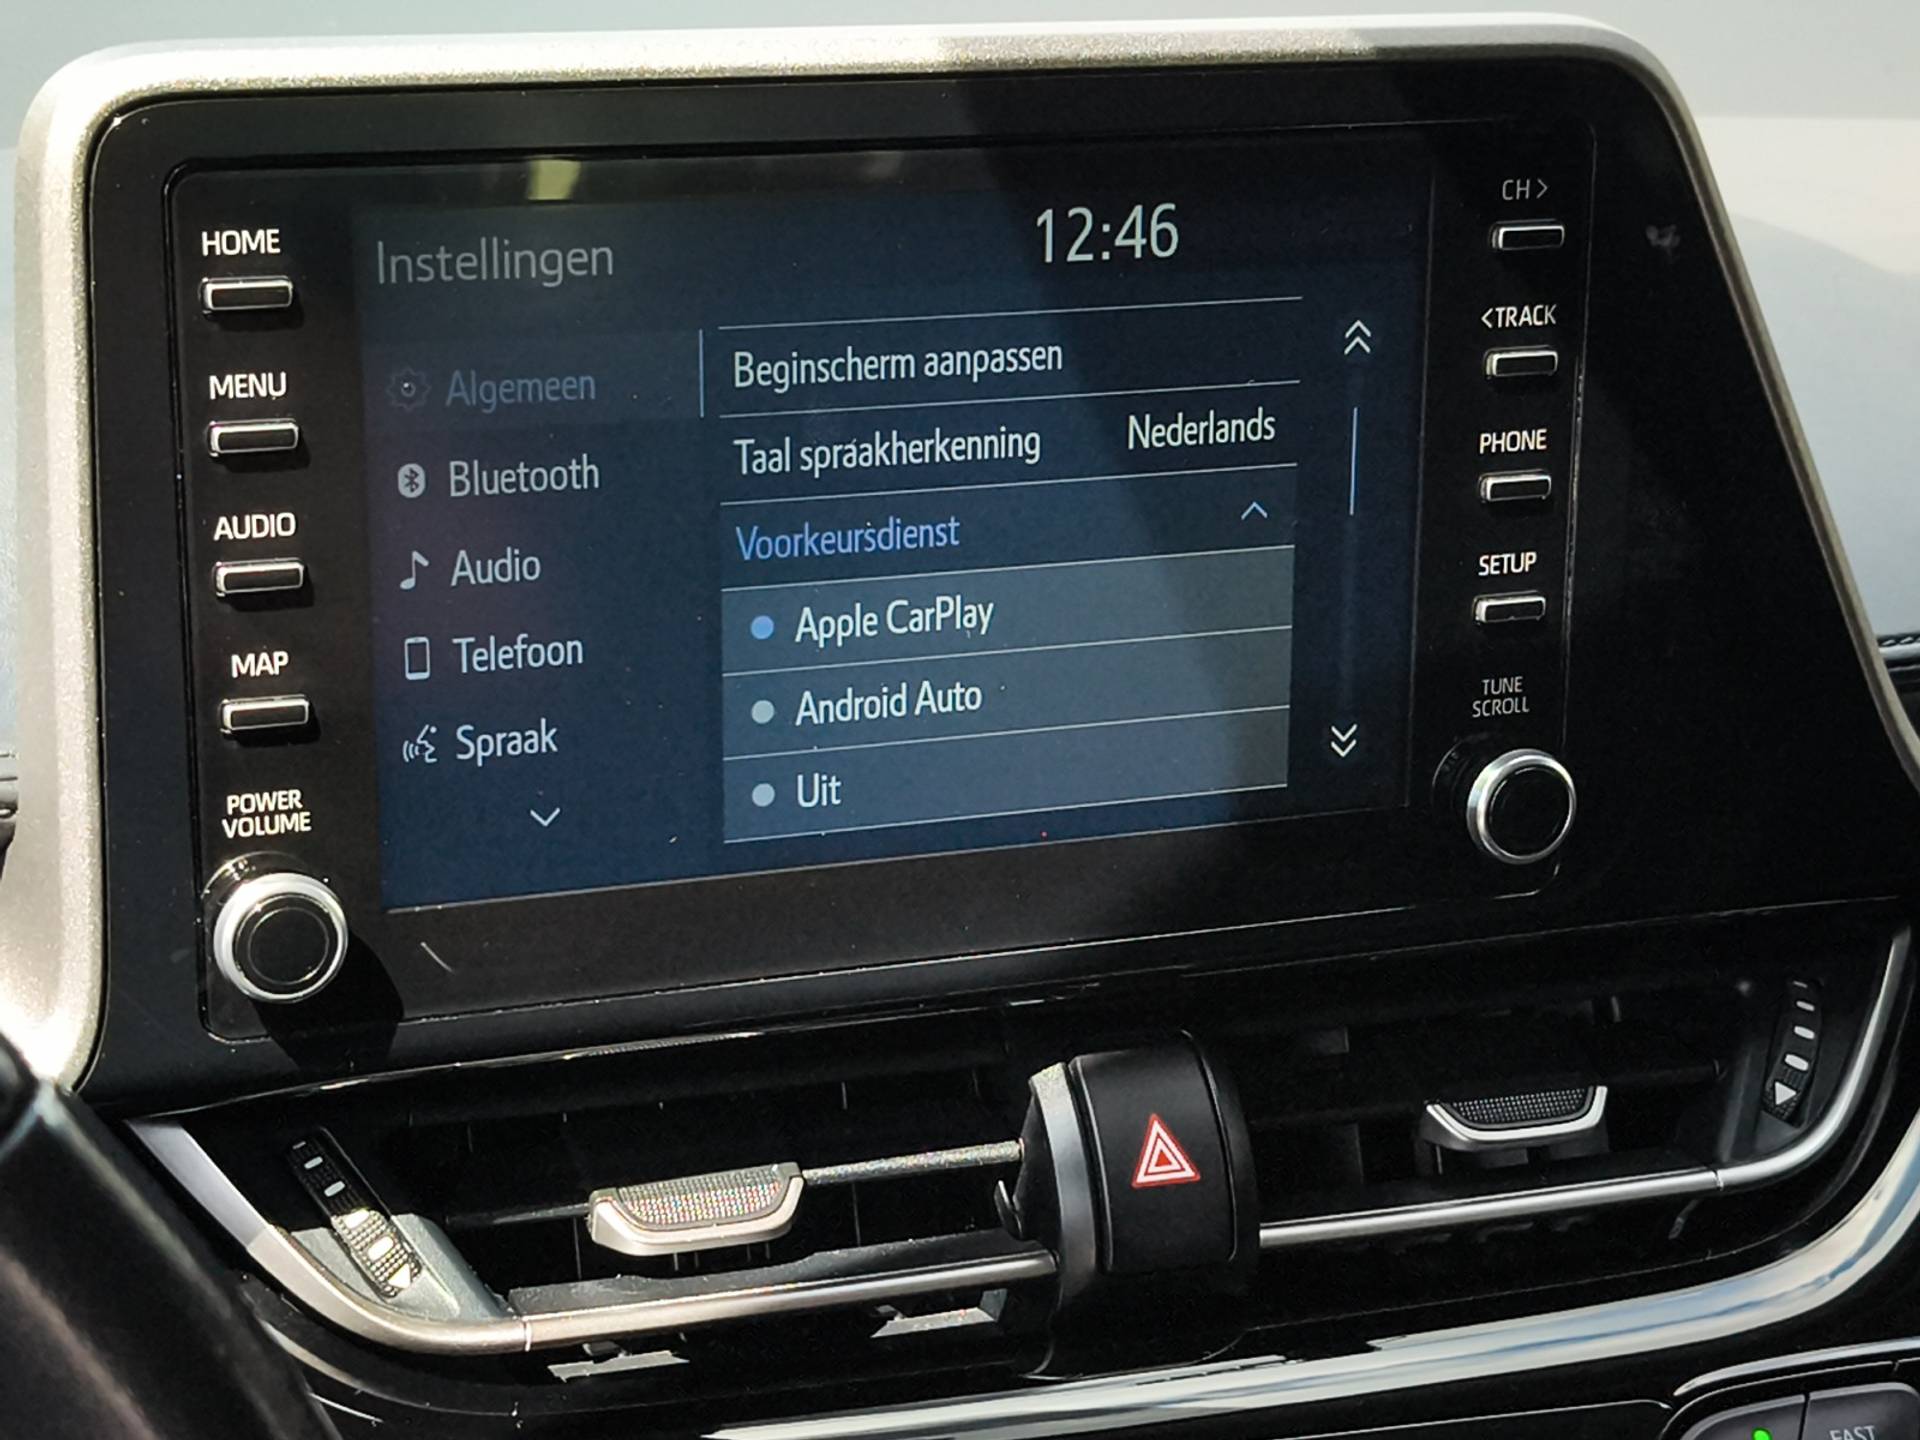 HOME
MENU
AUDIO
MAP
POWER
VOLUME
Instellingen
12:46
Algemeen
Bluetooth
Audio
Telefoon
Spraak
Beginscherm aanpassen
Taal spraakherkenning Nederlands
Voorkeursdienst
Apple CarPlay
Android Auto
Uit
CH >
< TRACK
PHONE
SETUP
TUNE
SCROLL
FAST